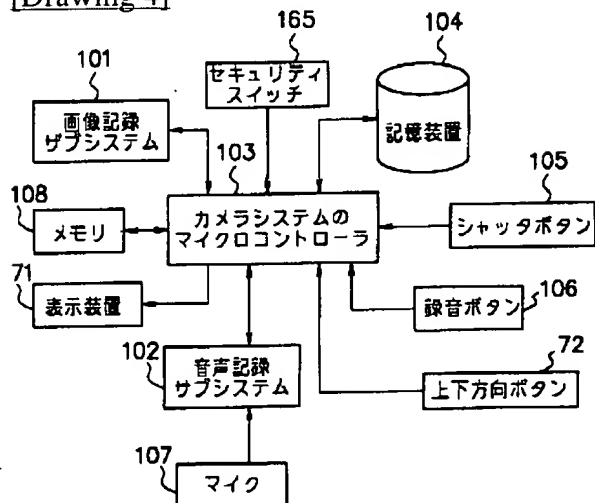 [Drawing 4]
165
104
101
セキュリティ
スイッチ
画像記録
サブシステム
記憶装置
103
105
108
カメラシステムの
マイクロコントローラ
メモリ
シャッタボタン
71
表示装置
録音ボタン
106
102
音声記録
サブシステム
72
上下方向ボタン
107
マイク